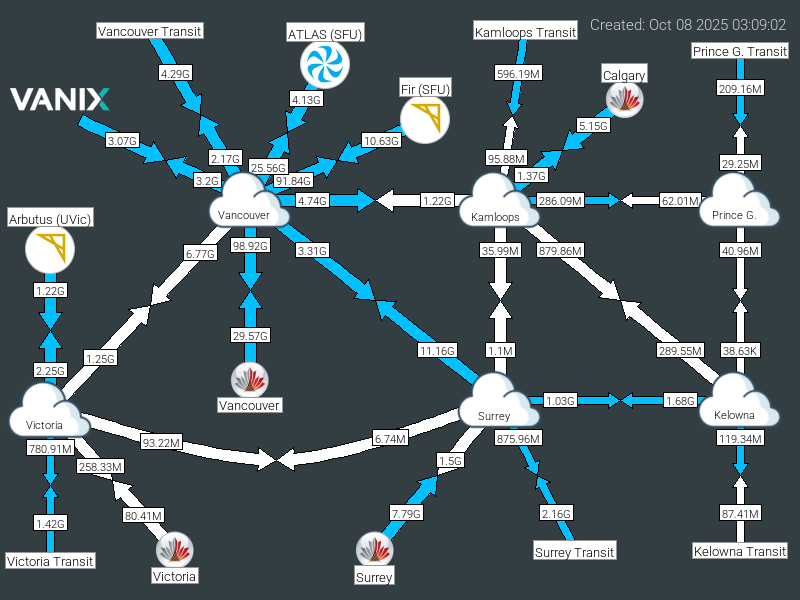 Created: Oct 08 2025 03:09:02
Vancouver Transit
ATLAS (SFU)
Kamloops Transit
Prince G. Transit
4.29G
4.13G
596.19M
Calgary
209.16M
Fir (SFU)
VANIX
5.15G
3.07G
10.63G
2.17G
25.56G
95.88M
29.25M
3.2G
91.84G
1.37G
4.74G
1.22G
286.09M
62.01M
Vancouver
Kamloops
Prince G.
Arbutus (UVic)
6.77G
98.92G
3.31G
35.99M
879.86M
40.96M
1.22G
29.57G
2.25G
1.25G
11.16G
1.1M
289.55M
38.63K
Vancouver
1.03G
1.68G
Victoria
Surrey
Kelowna
780.91M
93.22M
6.74M
875.96M
119.34M
258.33M
1.5G
1.42G
80.41M
7.79G
2.16G
87.41M
Victoria Transit
Victoria
Surrey
Surrey Transit
Kelowna Transit